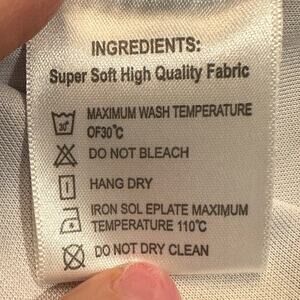 INGREDIENTS:
Super Soft High Quality Fabric
30°
MAXIMUM WASH TEMPERATURE
OF30℃
DO NOT BLEACH
HANG DRY
IRON SOL EPLATE MAXIMUM
TEMPERATURE 110℃
DO NOT DRY CLEAN